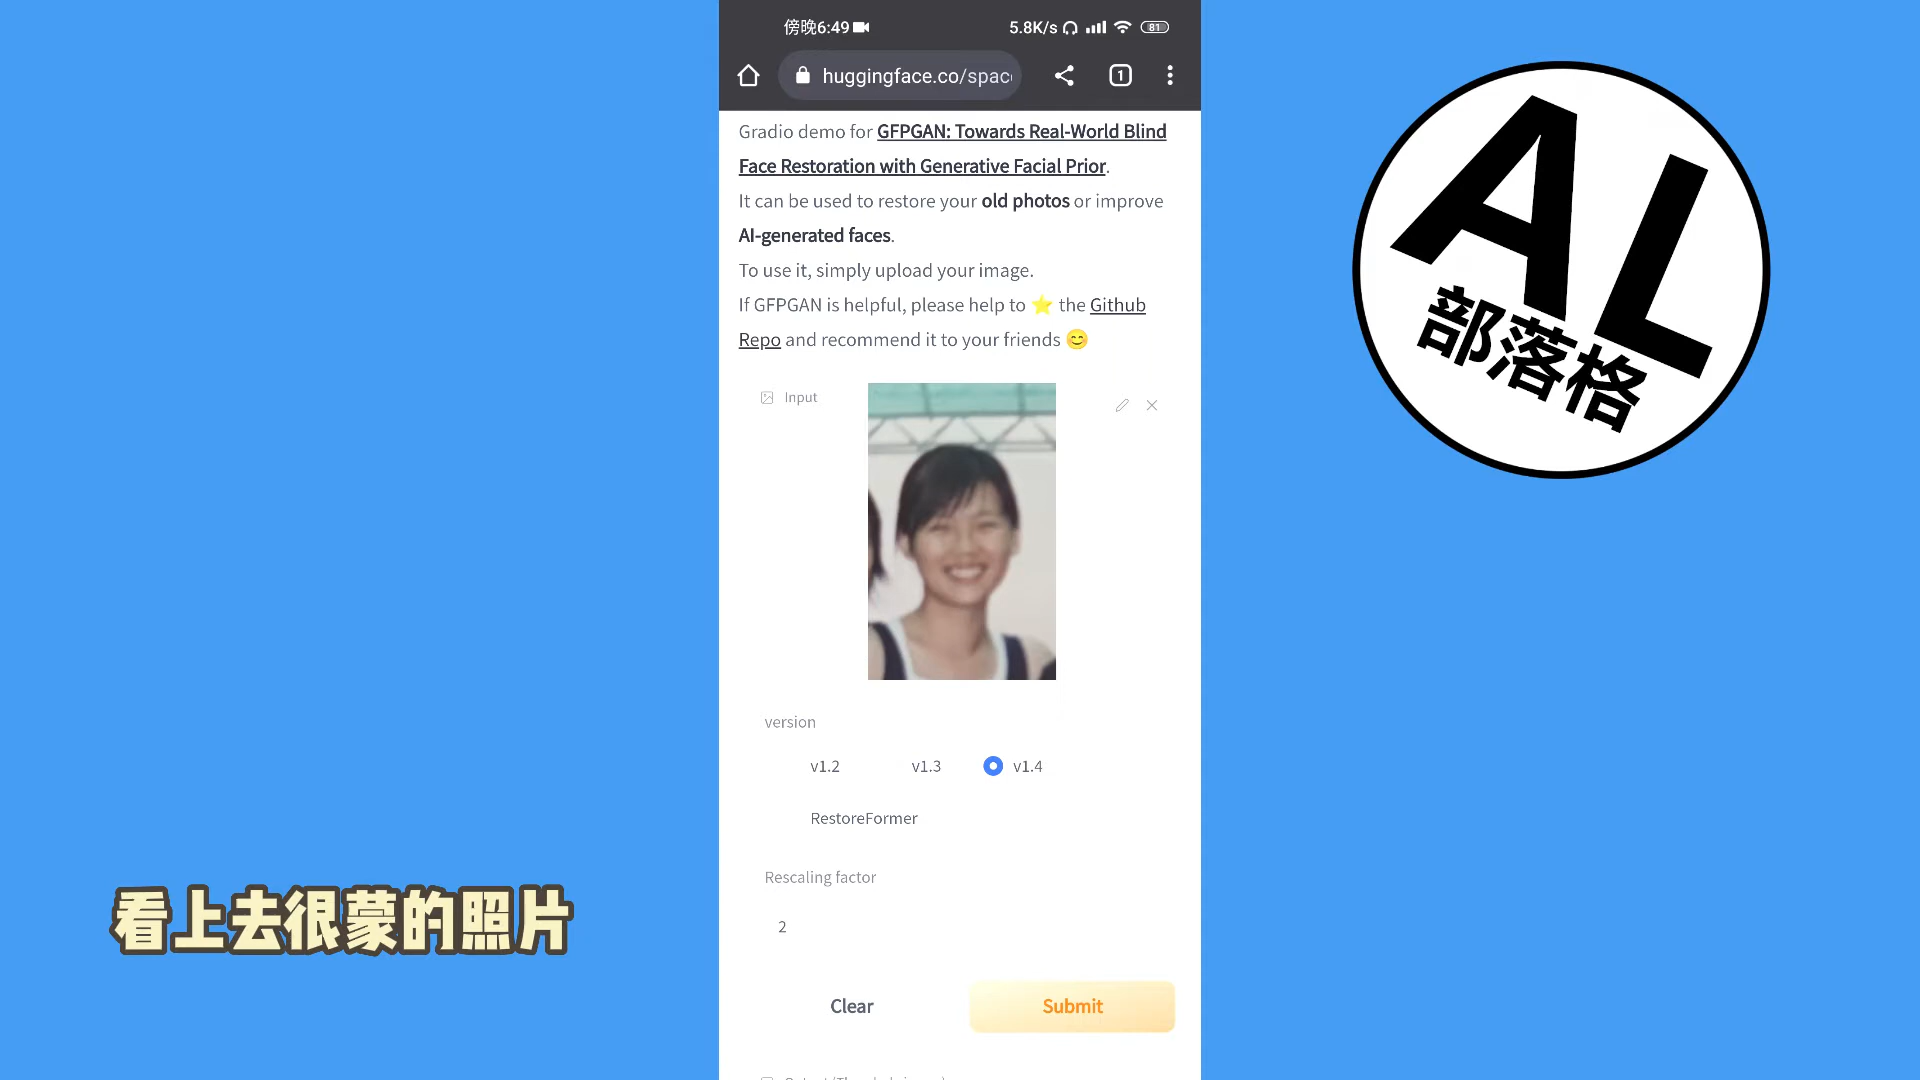 傍晚6:49
5.8K/s
81
huggingface.co/spac
1
Gradio demo for GFPGAN: Towards Real-World Blind
Face Restoration with Generative Facial Prior.
It can be used to restore your old photos or improve
AI-generated faces.
To use it, simply upload your image.
If GFPGAN is helpful, please help to ⭐ the Github
Repo and recommend it to your friends 😊
Input
version
v1.2
v1.3
v1.4
RestoreFormer
Rescaling factor
2
Clear
Submit
AL
部落格
看上去很蒙的照片